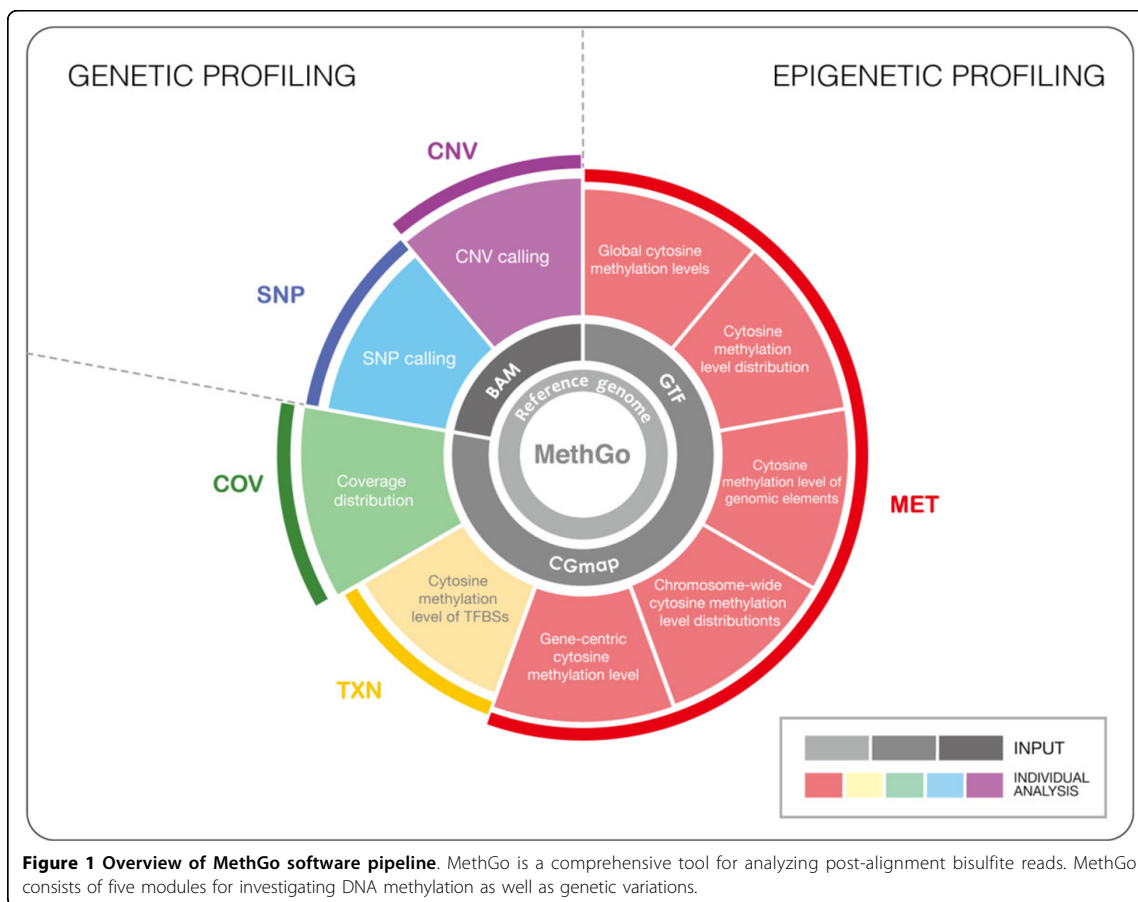 GENETIC PROFILING
EPIGENETIC PROFILING
CNV
CNV calling
SNP
SNP calling
COV
Coverage
distribution
TXN
Cytosine
methylation
level of TFBSs
Global cytosine
methylation levels
Cytosine
methylation
level distribution
Cytosine
methylation level of
genomic elements
Chromosome-wide
cytosine methylation
level distributionts
Gene-centric
cytosine
methylation level
MET
BAM
GTF
CGmap
Reference genome
MethGo
INPUT
INDIVIDUAL
ANALYSIS
Figure 1 Overview of MethGo software pipeline. MethGo is a comprehensive tool for analyzing post-alignment bisulfite reads. MethGo
consists of five modules for investigating DNA methylation as well as genetic variations.